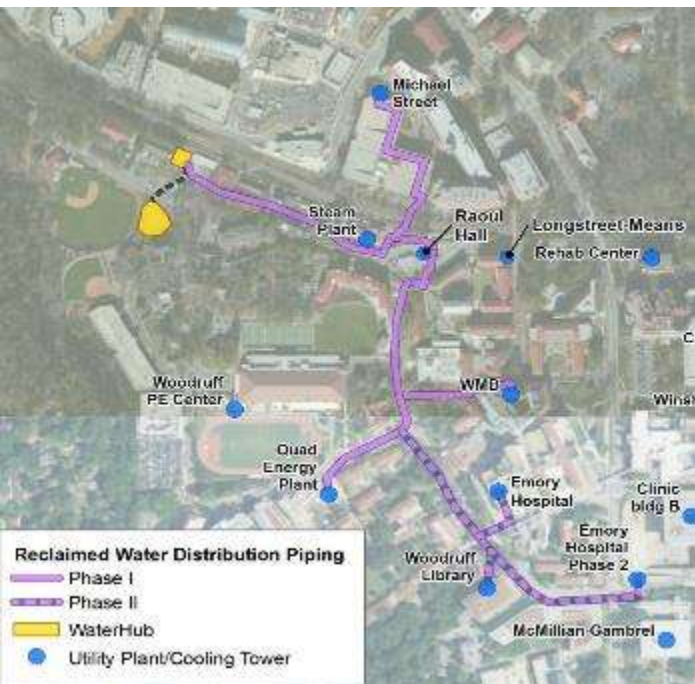 Michael
Street
Steam
Plant
Raoul
Hall
Longstreet-Means
Rehab Center
C
Woodruff
PE Center
WMB
Wins
Quad
Energy
Plant
Emory
Hospital
Clinic
bldg B
Emory
Hospital
Phase 2
Woodruff
Library
McMillian-Gambrel
Reclaimed Water Distribution Piping
Phase I
Phase II
WaterHub
Utility Plant/Cooling Tower